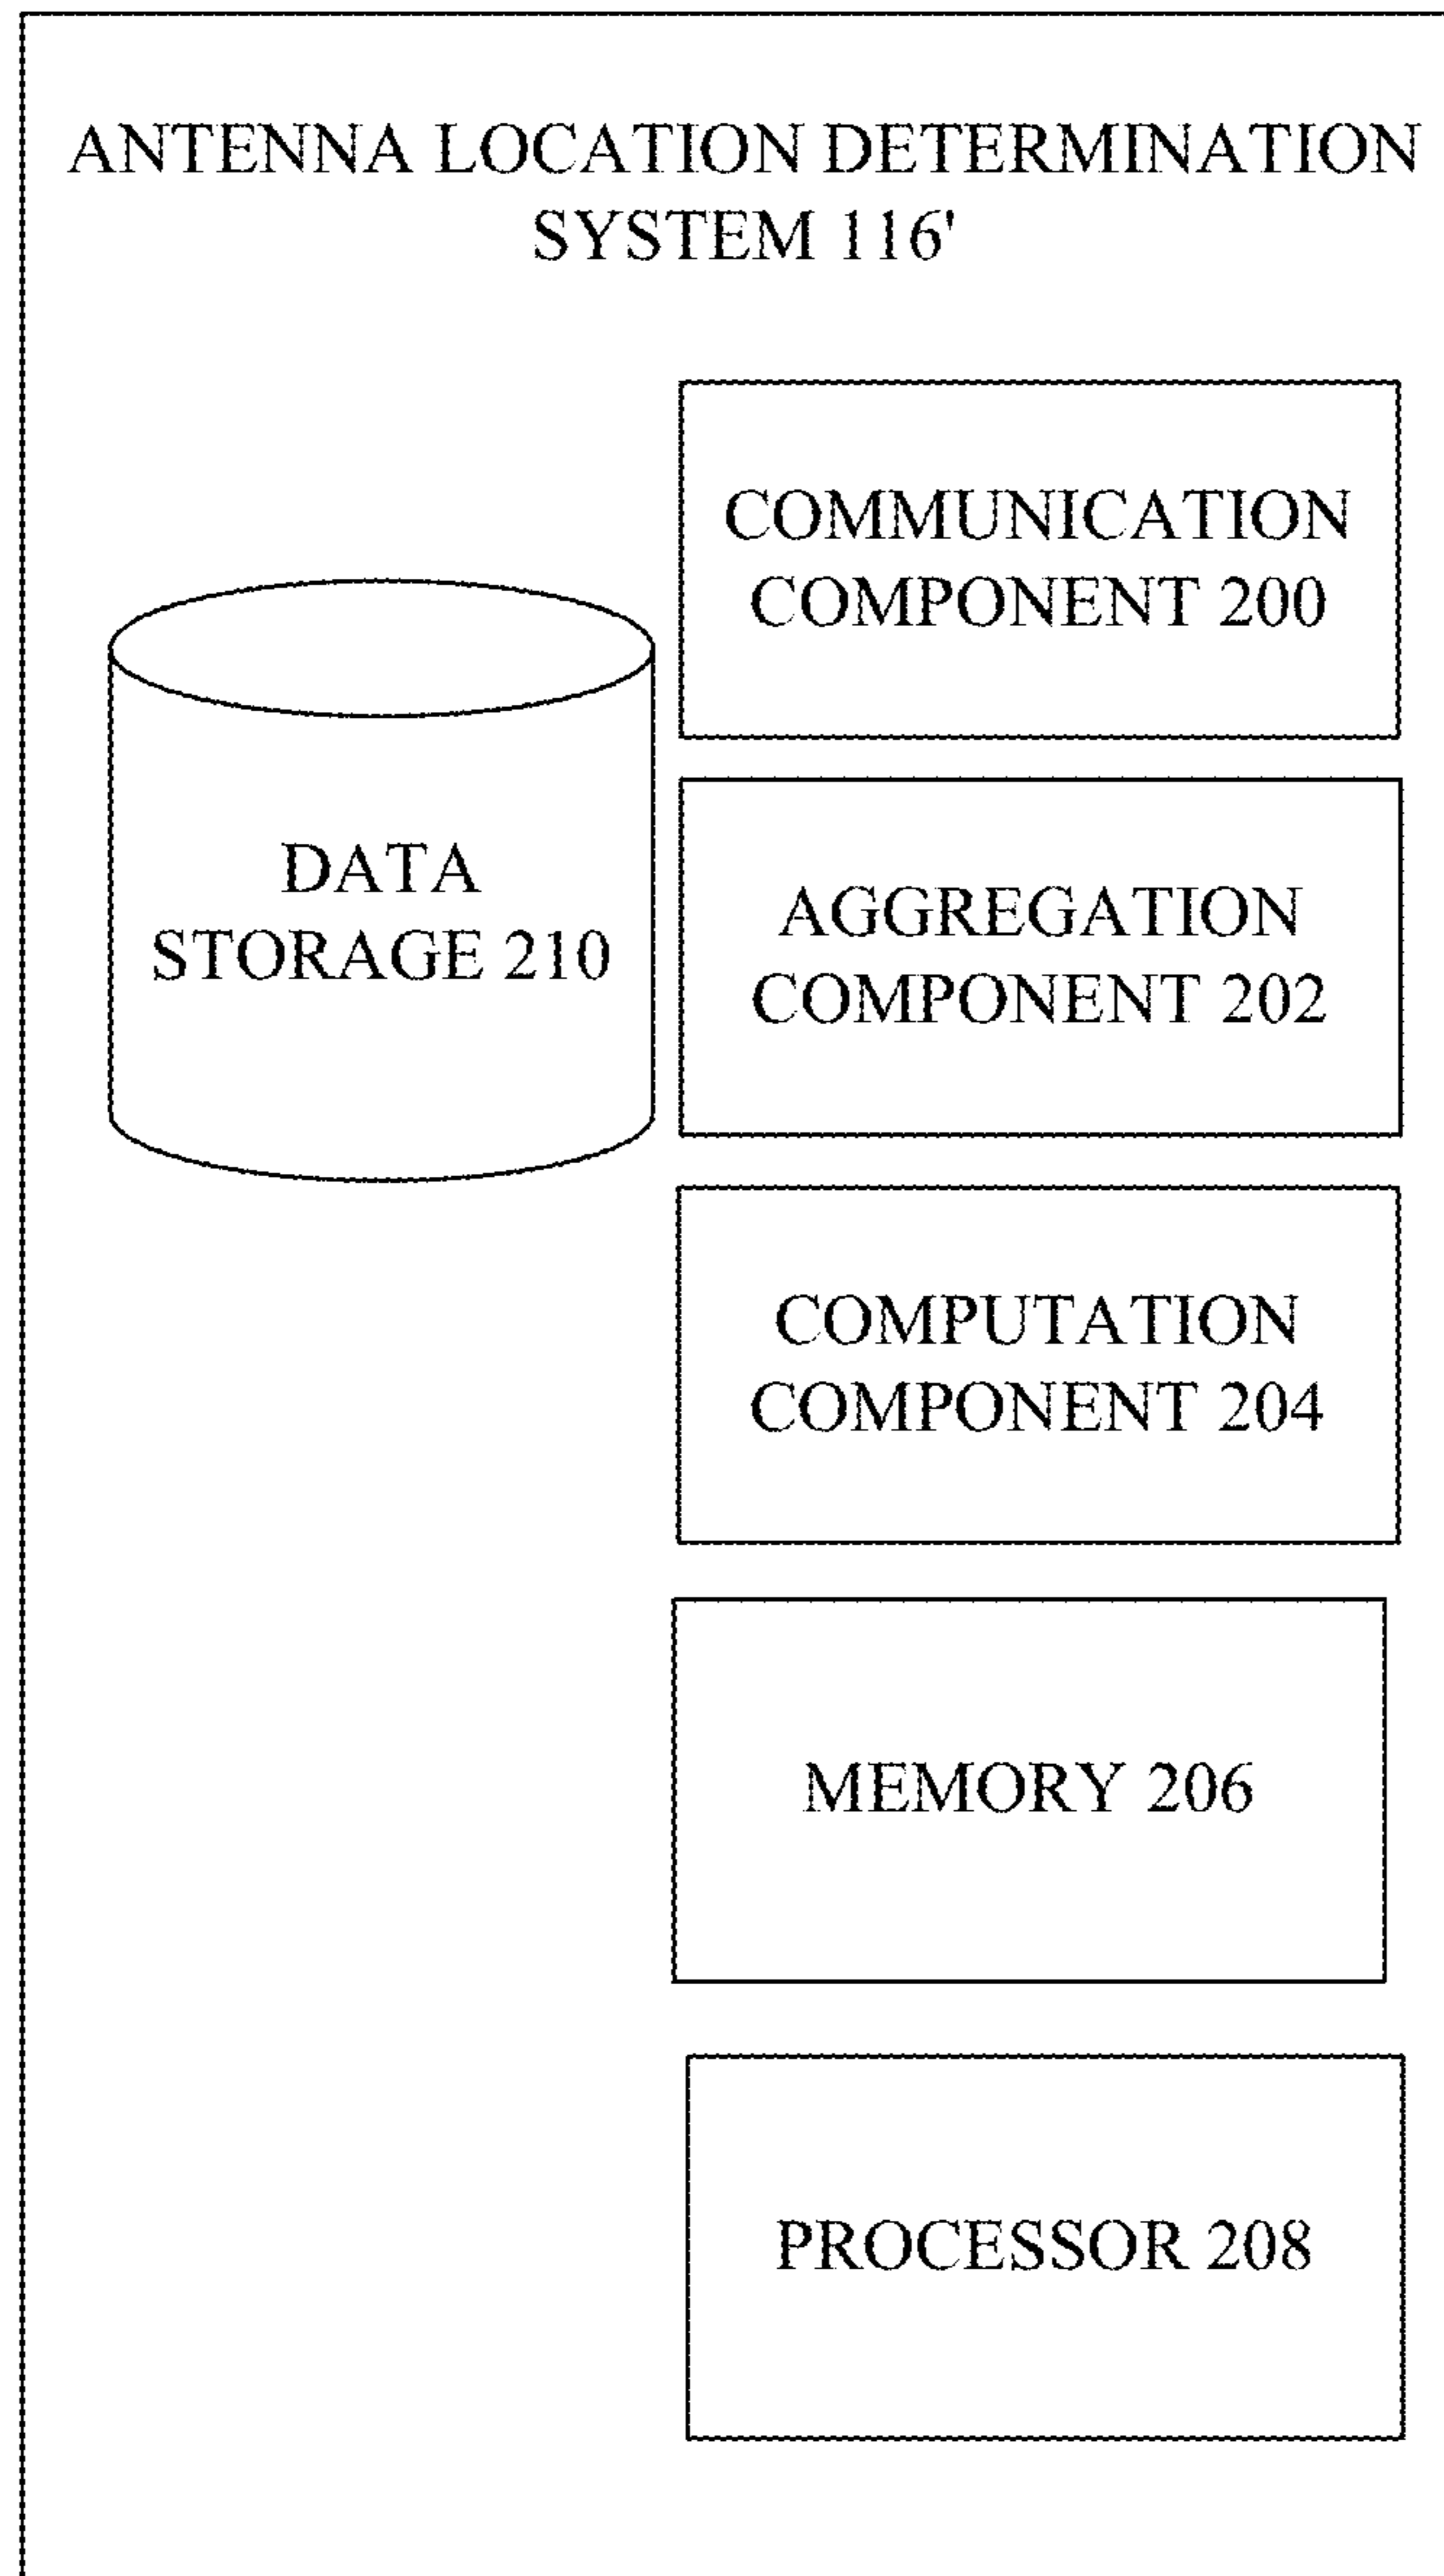 ANTENNA LOCATION DETERMINATION
SYSTEM 116'
COMMUNICATION
COMPONENT 200
DATA
STORAGE 210
AGGREGATION
COMPONENT 202
COMPUTATION
COMPONENT 204
MEMORY 206
PROCESSOR 208